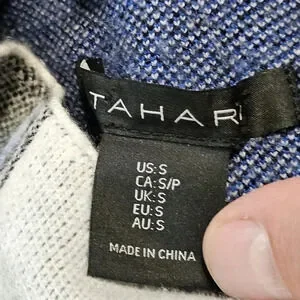 TAHARI
US: S
CA: S/P
UK: S
EU: S
AU: S
MADE IN CHINA